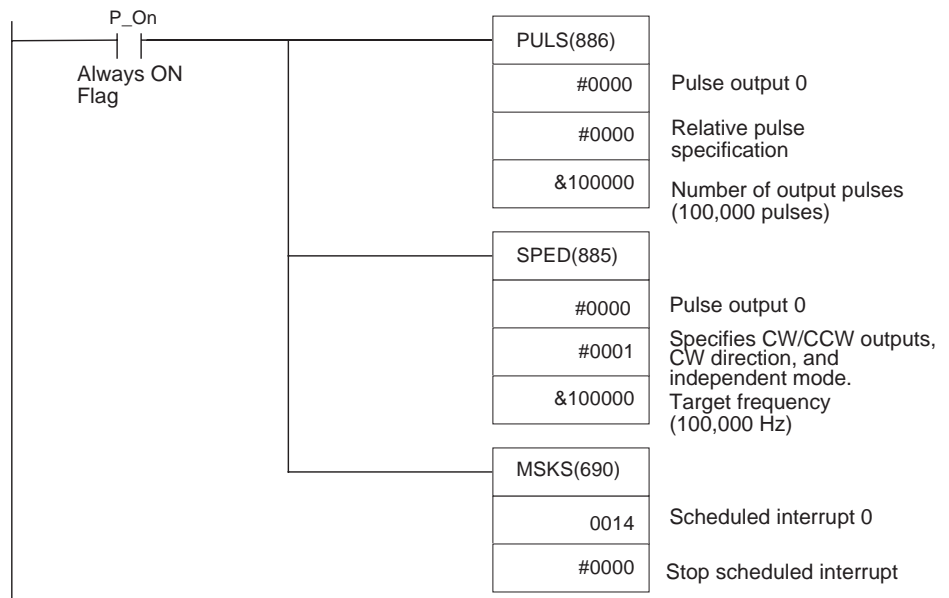 P_On
Always ON
Flag
PULS(886)
#0000
Pulse output 0
#0000
Relative pulse
specification
&100000
Number of output pulses
(100,000 pulses)
SPED(885)
#0000
Pulse output 0
#0001
Specifies CW/CCW outputs,
CW direction, and
independent mode.
&100000
Target frequency
(100,000 Hz)
MSKS(690)
0014
Scheduled interrupt 0
#0000
Stop scheduled interrupt